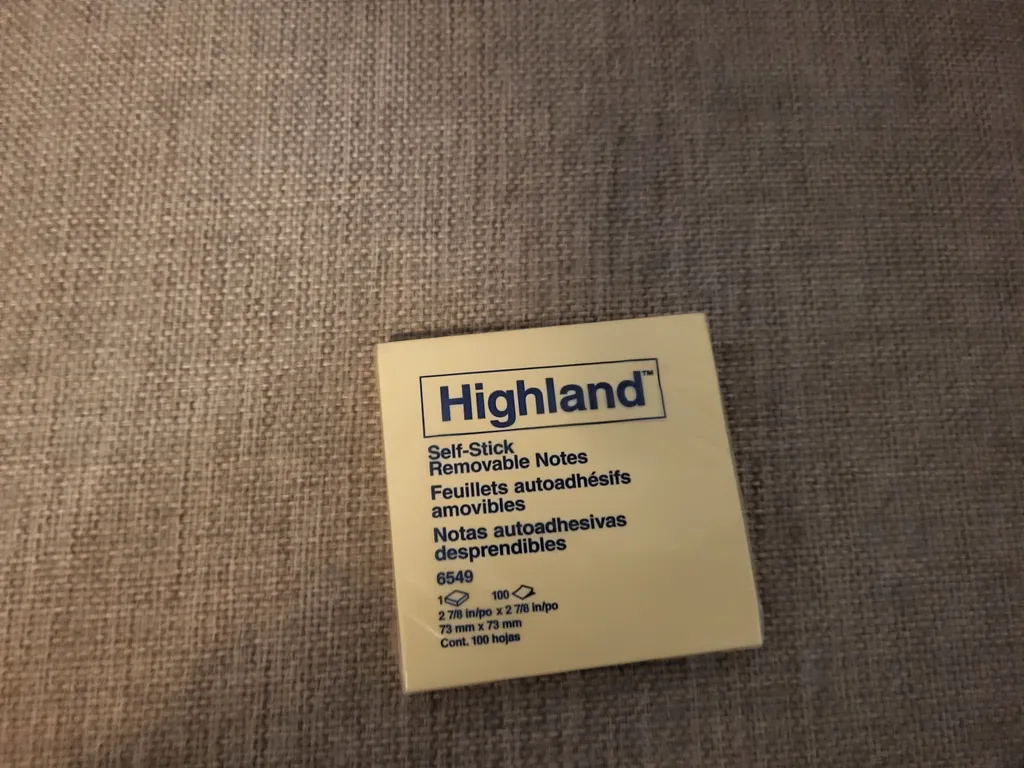 Highland™
Self-Stick
Removable Notes
Feuillets autoadhésifs
amovibles
Notas autoadhesivas
desprendibles
6549
1 100
2 7/8 in/po x 2 7/8 in/po
73 mm x 73 mm
Cont. 100 hojas